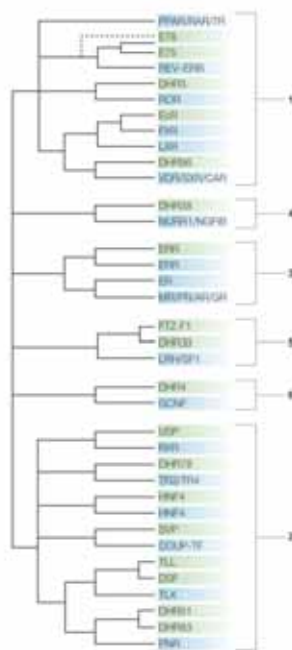 PPAR/RAR/TR
E78
E75
REV-ERB
DHR3
ROR
EcR
FXR
LXR
DHR96
VDR/SXR/CAR
1
DHR38
NURR1/NGFIB
4
ERR
ERR
ER
MR/PR/AR/GR
3
FTZ-F1
DHR39
LRH/SF1
5
DHR4
GCNF
6
USP
RXR
DHR78
TR2/TR4
HNF4
HNF4
SVP
COUP-TF
TLL
DSF
TLX
DHR51
DHR83
PNR
2